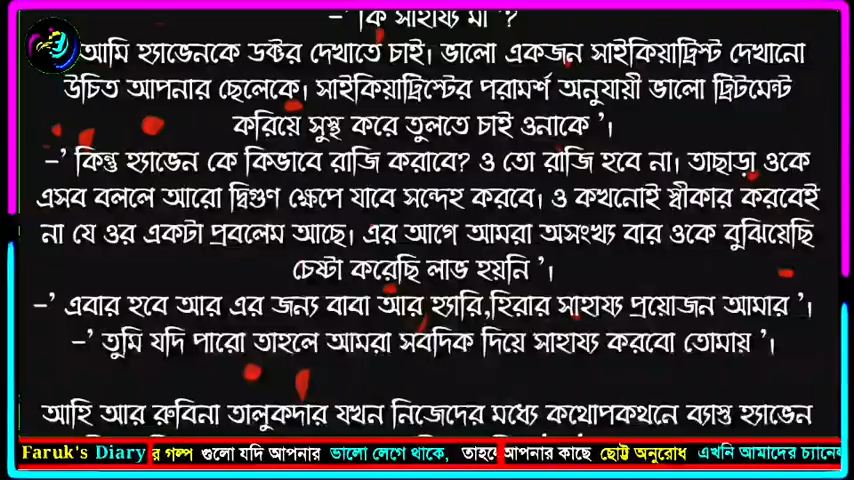 –' কি সাহায্য মা '?
আমি হ্যাভেনকে ডক্টর দেখাতে চাই। ভালো একজন সাইকিয়াট্রিস্ট দেখানো
উচিত আপনার ছেলেকে। সাইকিয়াট্রিস্টের পরামর্শ অনুযায়ী ভালো ট্রিটমেন্ট
করিয়ে সুস্থ করে তুলতে চাই ওনাকে '।
–' কিন্তু হ্যাভেন কে কিভাবে রাজি করাবে? ও তো রাজি হবে না। তাছাড়া ওকে
এসব বললে আরো দ্বিগুণ ক্ষেপে যাবে সন্দেহ করবে। ও কখনোই স্বীকার করবেই
না যে ওর একটা প্রবলেম আছে। এর আগে আমরা অসংখ্য বার ওকে বুঝিয়েছি
চেষ্টা করেছি লাভ হয়নি '।
–' এবার হবে আর এর জন্য বাবা আর হ্যারি,হিরার সাহায্য প্রয়োজন আমার '।
–' তুমি যদি পারো তাহলে আমরা সবদিক দিয়ে সাহায্য করবো তোমায় '।
আহি আর রুবিনা তালুকদার যখন নিজেদের মধ্যে কথোপকথনে ব্যাস্ত হ্যাভেন
Faruk's Diary র গল্প গুলো যদি আপনার ভালো লেগে থাকে, তাহলে আপনার কাছে ছোট্ট অনুরোধ এখনি আমাদের চ্যানেল